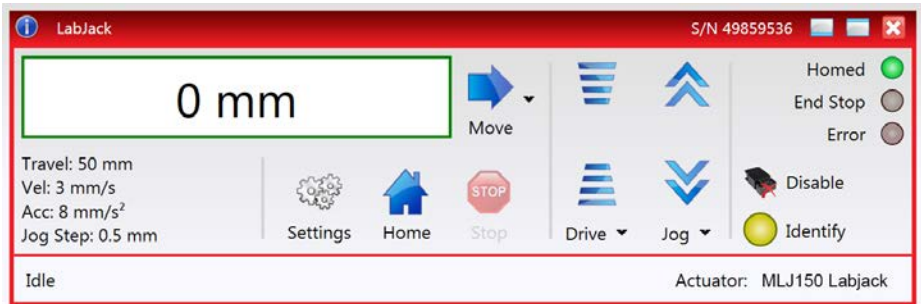 LabJack
S/N 49859536
0 mm
Move
Homed
End Stop
Error
Travel: 50 mm
Vel: 3 mm/s
Acc: 8 mm/s²
Jog Step: 0.5 mm
Settings
Home
STOP
Stop
Drive
Jog
Disable
Identify
Idle
Actuator: MLJ150 Labjack